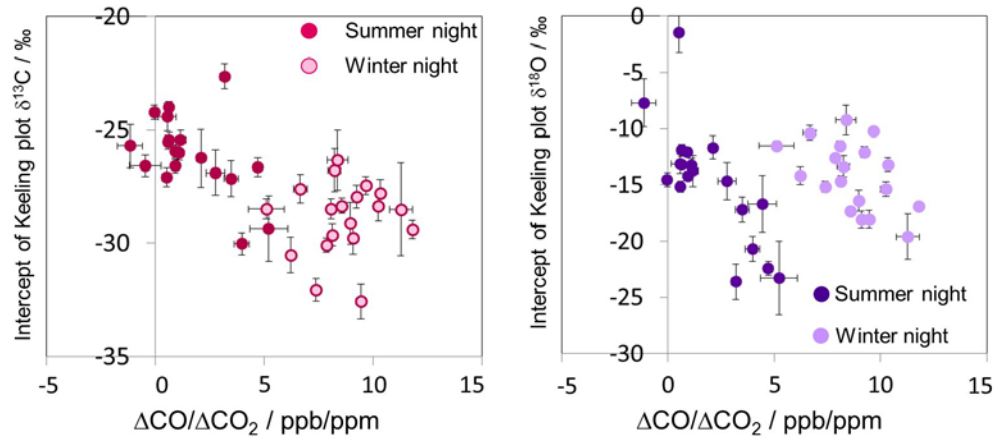 Intercept of Keeling plot δ¹³C / ‰
-20
-25
-30
-35
-5
0
5
10
15
ΔCO/ΔCO₂ / ppb/ppm
Summer night
Winter night
Intercept of Keeling plot δ¹⁸O / ‰
0
-5
-10
-15
-20
-25
-30
-5
0
5
10
15
ΔCO/ΔCO₂ / ppb/ppm
Summer night
Winter night